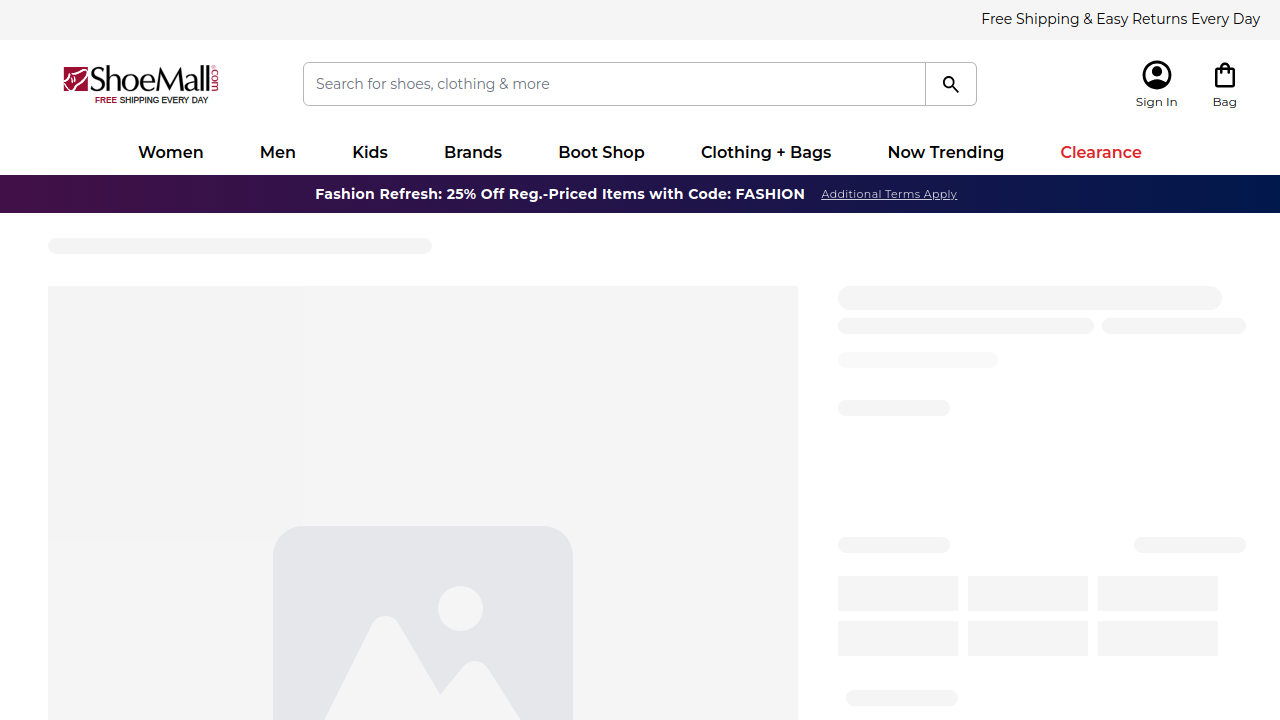 Free Shipping & Easy Returns Every Day
ShoeMall.com
FREE SHIPPING EVERY DAY
Search for shoes, clothing & more
Sign In
Bag
Women
Men
Kids
Brands
Boot Shop
Clothing + Bags
Now Trending
Clearance
Fashion Refresh: 25% Off Reg.-Priced Items with Code: FASHION
Additional Terms Apply